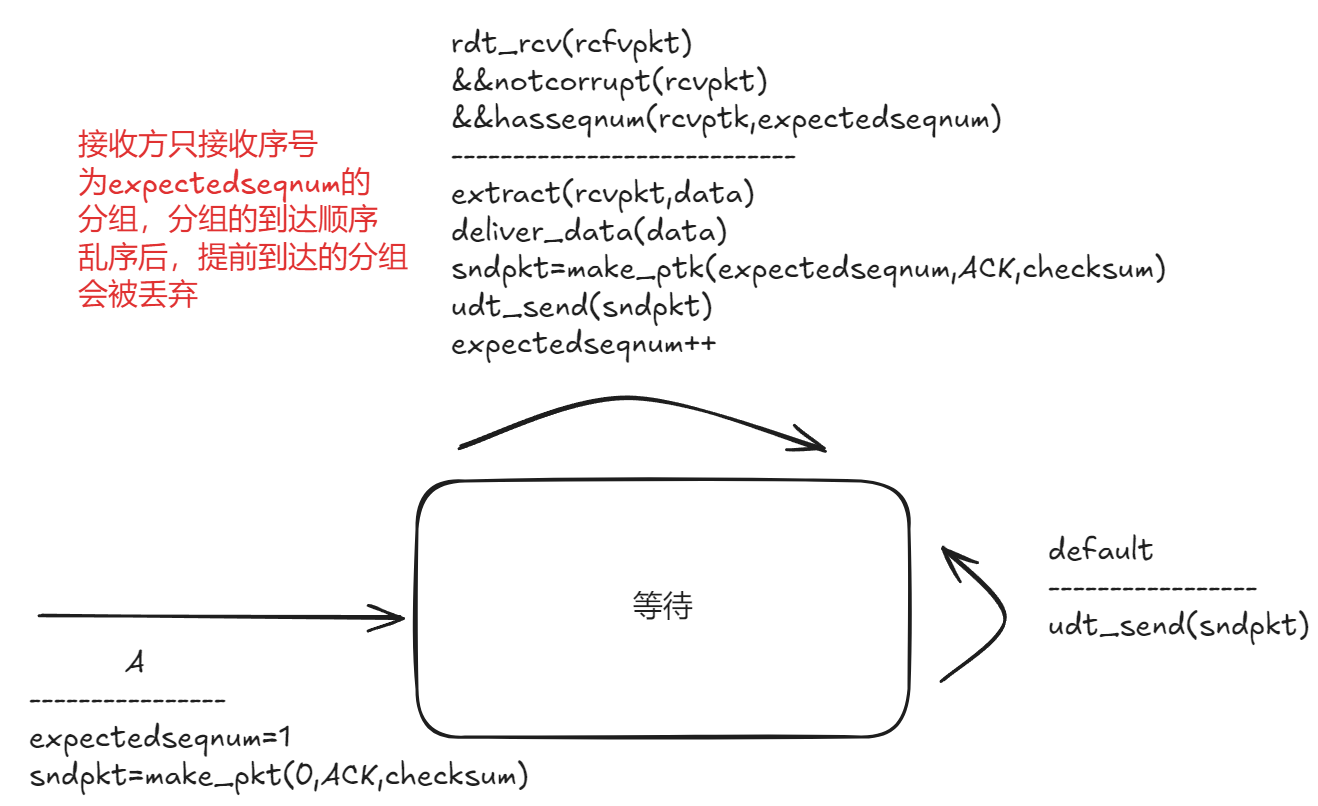 rdt_rcv(rcfvpkt)
&&notcorrupt(rcvpkt)
&&hasseqnum(rcvptk,expectedseqnum)
----------------------------
extract(rcvpkt,data)
deliver_data(data)
sndpkt=make_ptk(expectedseqnum,ACK,checksum)
udt_send(sndpkt)
expectedseqnum++
接收方只接收序号
为expectedseqnum的
分组，分组的到达顺序
乱序后，提前到达的分组
会被丢弃
等待
default
-----------------
udt_send(sndpkt)
A
----------------
expectedseqnum=1
sndpkt=make_pkt(0,ACK,checksum)